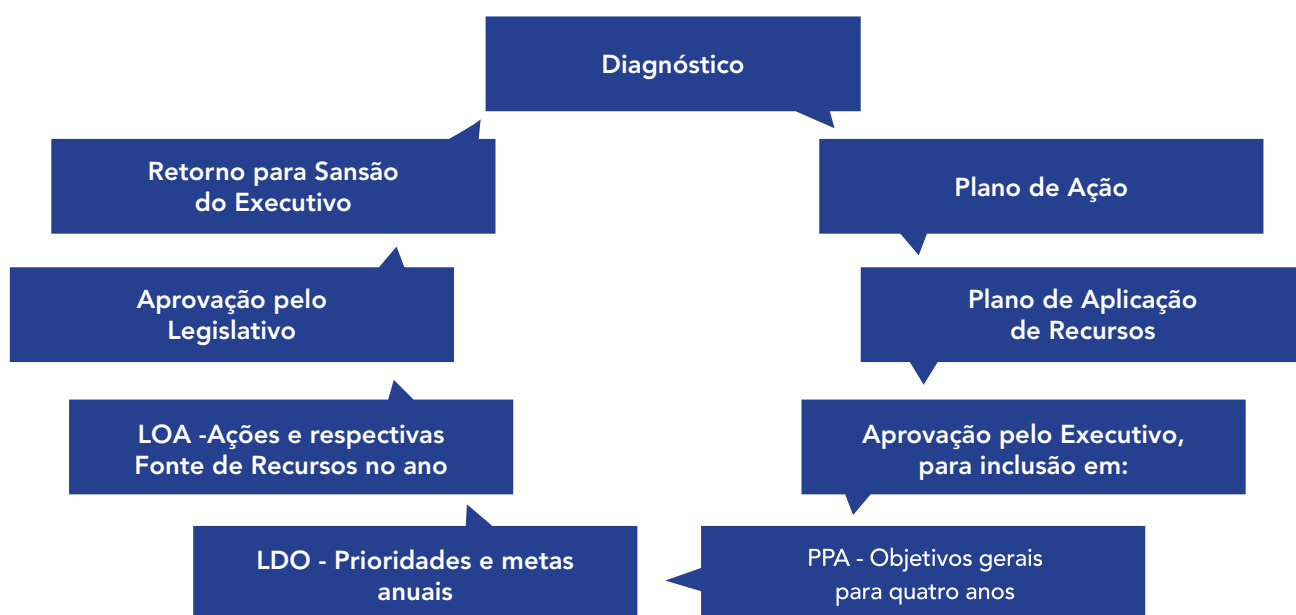 Diagnóstico
Plano de Ação
Plano de Aplicação
de Recursos
Aprovação pelo Executivo,
para inclusão em:
PPA - Objetivos gerais
para quatro anos
LDO - Prioridades e metas
anuais
LOA -Ações e respectivas
Fonte de Recursos no ano
Aprovação pelo
Legislativo
Retorno para Sansão
do Executivo